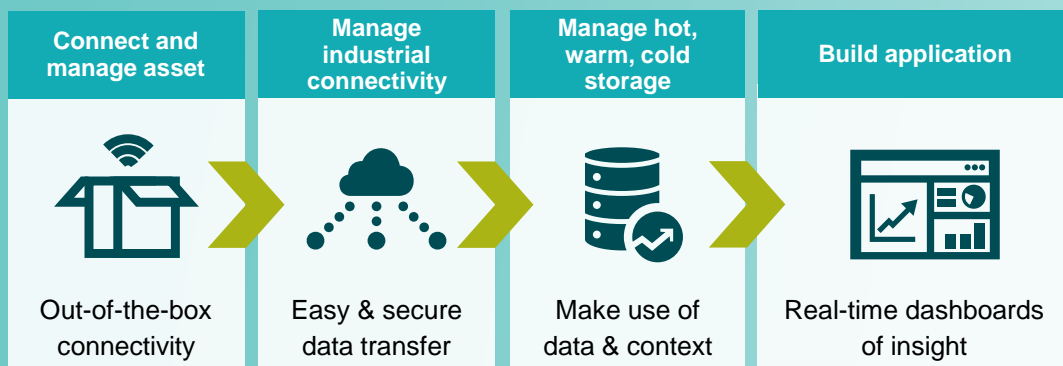 Connect and
manage asset
Manage
industrial
connectivity
Manage hot,
warm, cold
storage
Build application
Out-of-the-box
connectivity
Easy & secure
data transfer
Make use of
data & context
Real-time dashboards
of insight